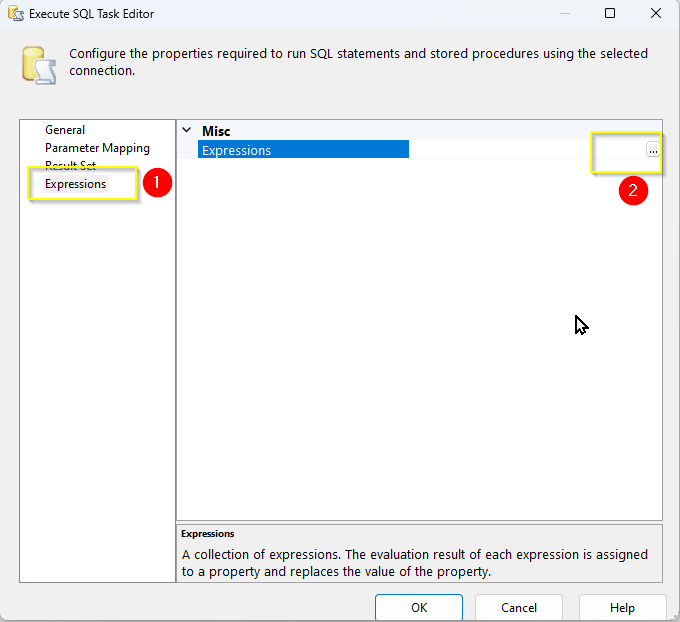 Execute SQL Task Editor
Configure the properties required to run SQL statements and stored procedures using the selected
connection.
General
Parameter Mapping
Result Set
Expressions
1
Misc
Expressions
...
2
Expressions
A collection of expressions. The evaluation result of each expression is assigned
to a property and replaces the value of the property.
OK
Cancel
Help